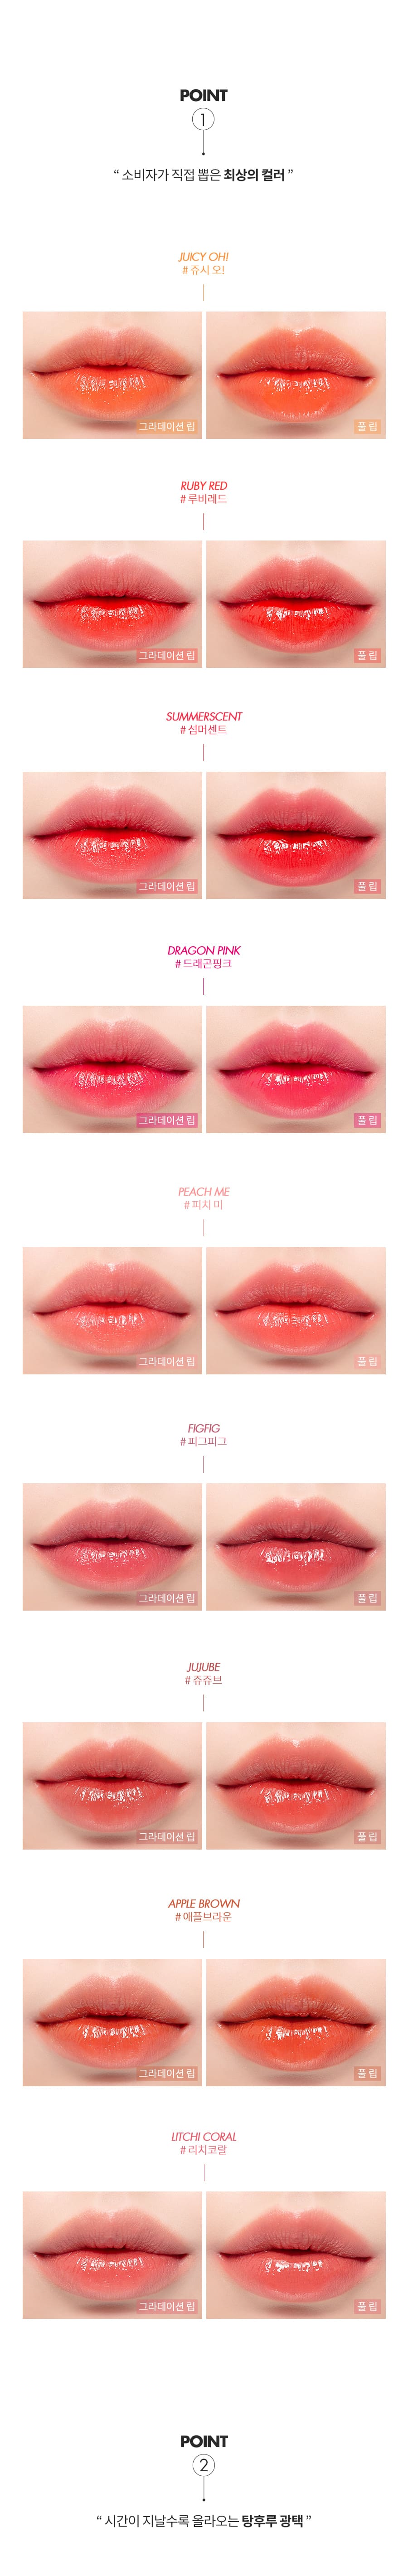 POINT
1
“ 소비자가 직접 뽑은 최상의 컬러 ”
JUICY OH!
# 쥬시 오!
그라데이션 립
풀 립
RUBY RED
# 루비레드
그라데이션 립
풀 립
SUMMERSCENT
# 섬머센트
그라데이션 립
풀 립
DRAGON PINK
# 드래곤핑크
그라데이션 립
풀 립
PEACH ME
# 피치 미
그라데이션 립
풀 립
FIGFIG
# 피그피그
그라데이션 립
풀 립
JUJUBE
# 쥬쥬브
그라데이션 립
풀 립
APPLE BROWN
# 애플브라운
그라데이션 립
풀 립
LITCHI CORAL
# 리치코랄
그라데이션 립
풀 립
POINT
2
“ 시간이 지날수록 올라오는 탕후루 광택 ”